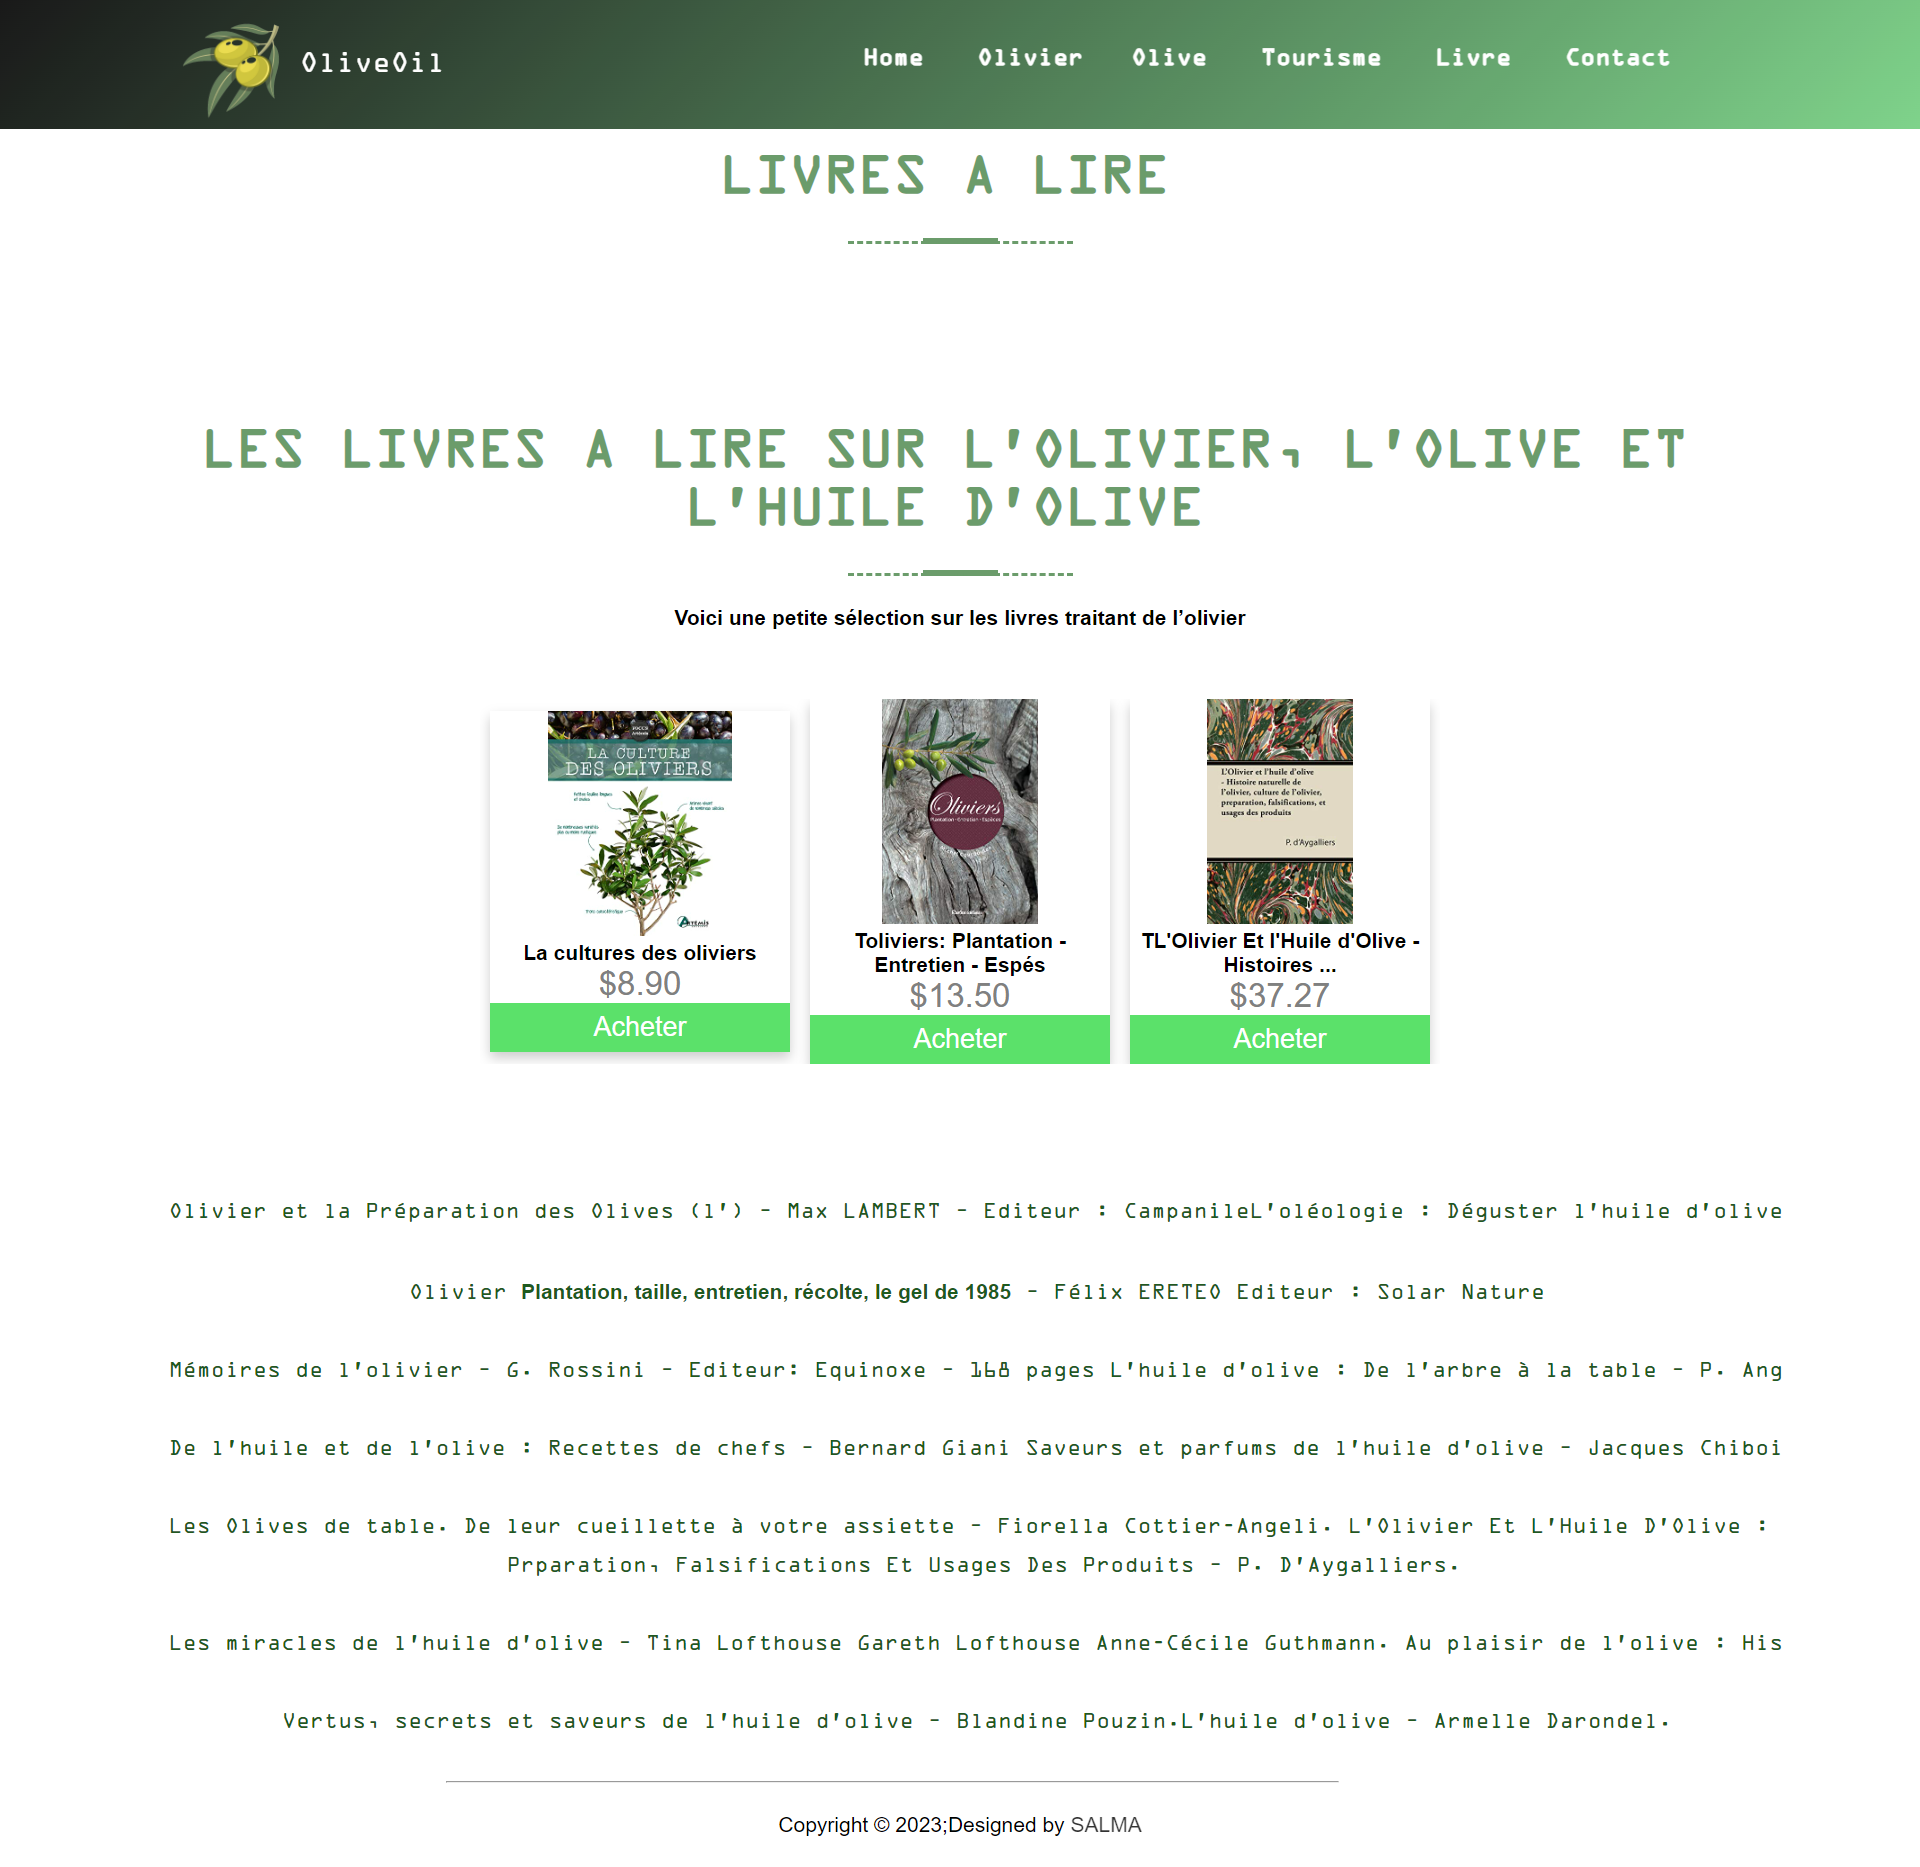 OliveOil
Home Olivier Olive Tourisme Livre Contact
LIVRES A LIRE
LES LIVRES A LIRE SUR L'OLIVIER, L'OLIVE ET
L'HUILE D'OLIVE
Voici une petite sélection sur les livres traitant de l’olivier
FOCUS
LA CULTURE
DES OLIVIERS
ARTÉMIS
La cultures des oliviers
$8.90
Acheter
Oliviers
Plantation - Entretien - Espèces
Toliviers: Plantation -
Entretien - Espés
$13.50
Acheter
L'Olivier et l'huile d'olive
- Histoire naturelle de
l'olivier, culture de l'olivier,
preparation, falsifications, et
usages des produits
P. d'Aygalliers
TL'Olivier Et l'Huile d'Olive -
Histoires ...
$37.27
Acheter
Olivier et la Préparation des Olives (l') - Max LAMBERT - Editeur : CampanileL'oléologie : Déguster l'huile d'olive
Olivier Plantation, taille, entretien, récolte, le gel de 1985 - Félix ERETEO Editeur : Solar Nature
Mémoires de l'olivier - G. Rossini - Editeur: Equinoxe - 168 pages L'huile d'olive : De l'arbre à la table - P. Ang
De l'huile et de l'olive : Recettes de chefs - Bernard Giani Saveurs et parfums de l'huile d'olive - Jacques Chiboi
Les Olives de table. De leur cueillette à votre assiette - Fiorella Cottier-Angeli. L'Olivier Et L'Huile D'Olive :
Prparation, Falsifications Et Usages Des Produits - P. D'Aygalliers.
Les miracles de l'huile d'olive - Tina Lofthouse Gareth Lofthouse Anne-Cécile Guthmann. Au plaisir de l'olive : His
Vertus, secrets et saveurs de l'huile d'olive - Blandine Pouzin.L'huile d'olive - Armelle Darondel.
Copyright © 2023;Designed by SALMA